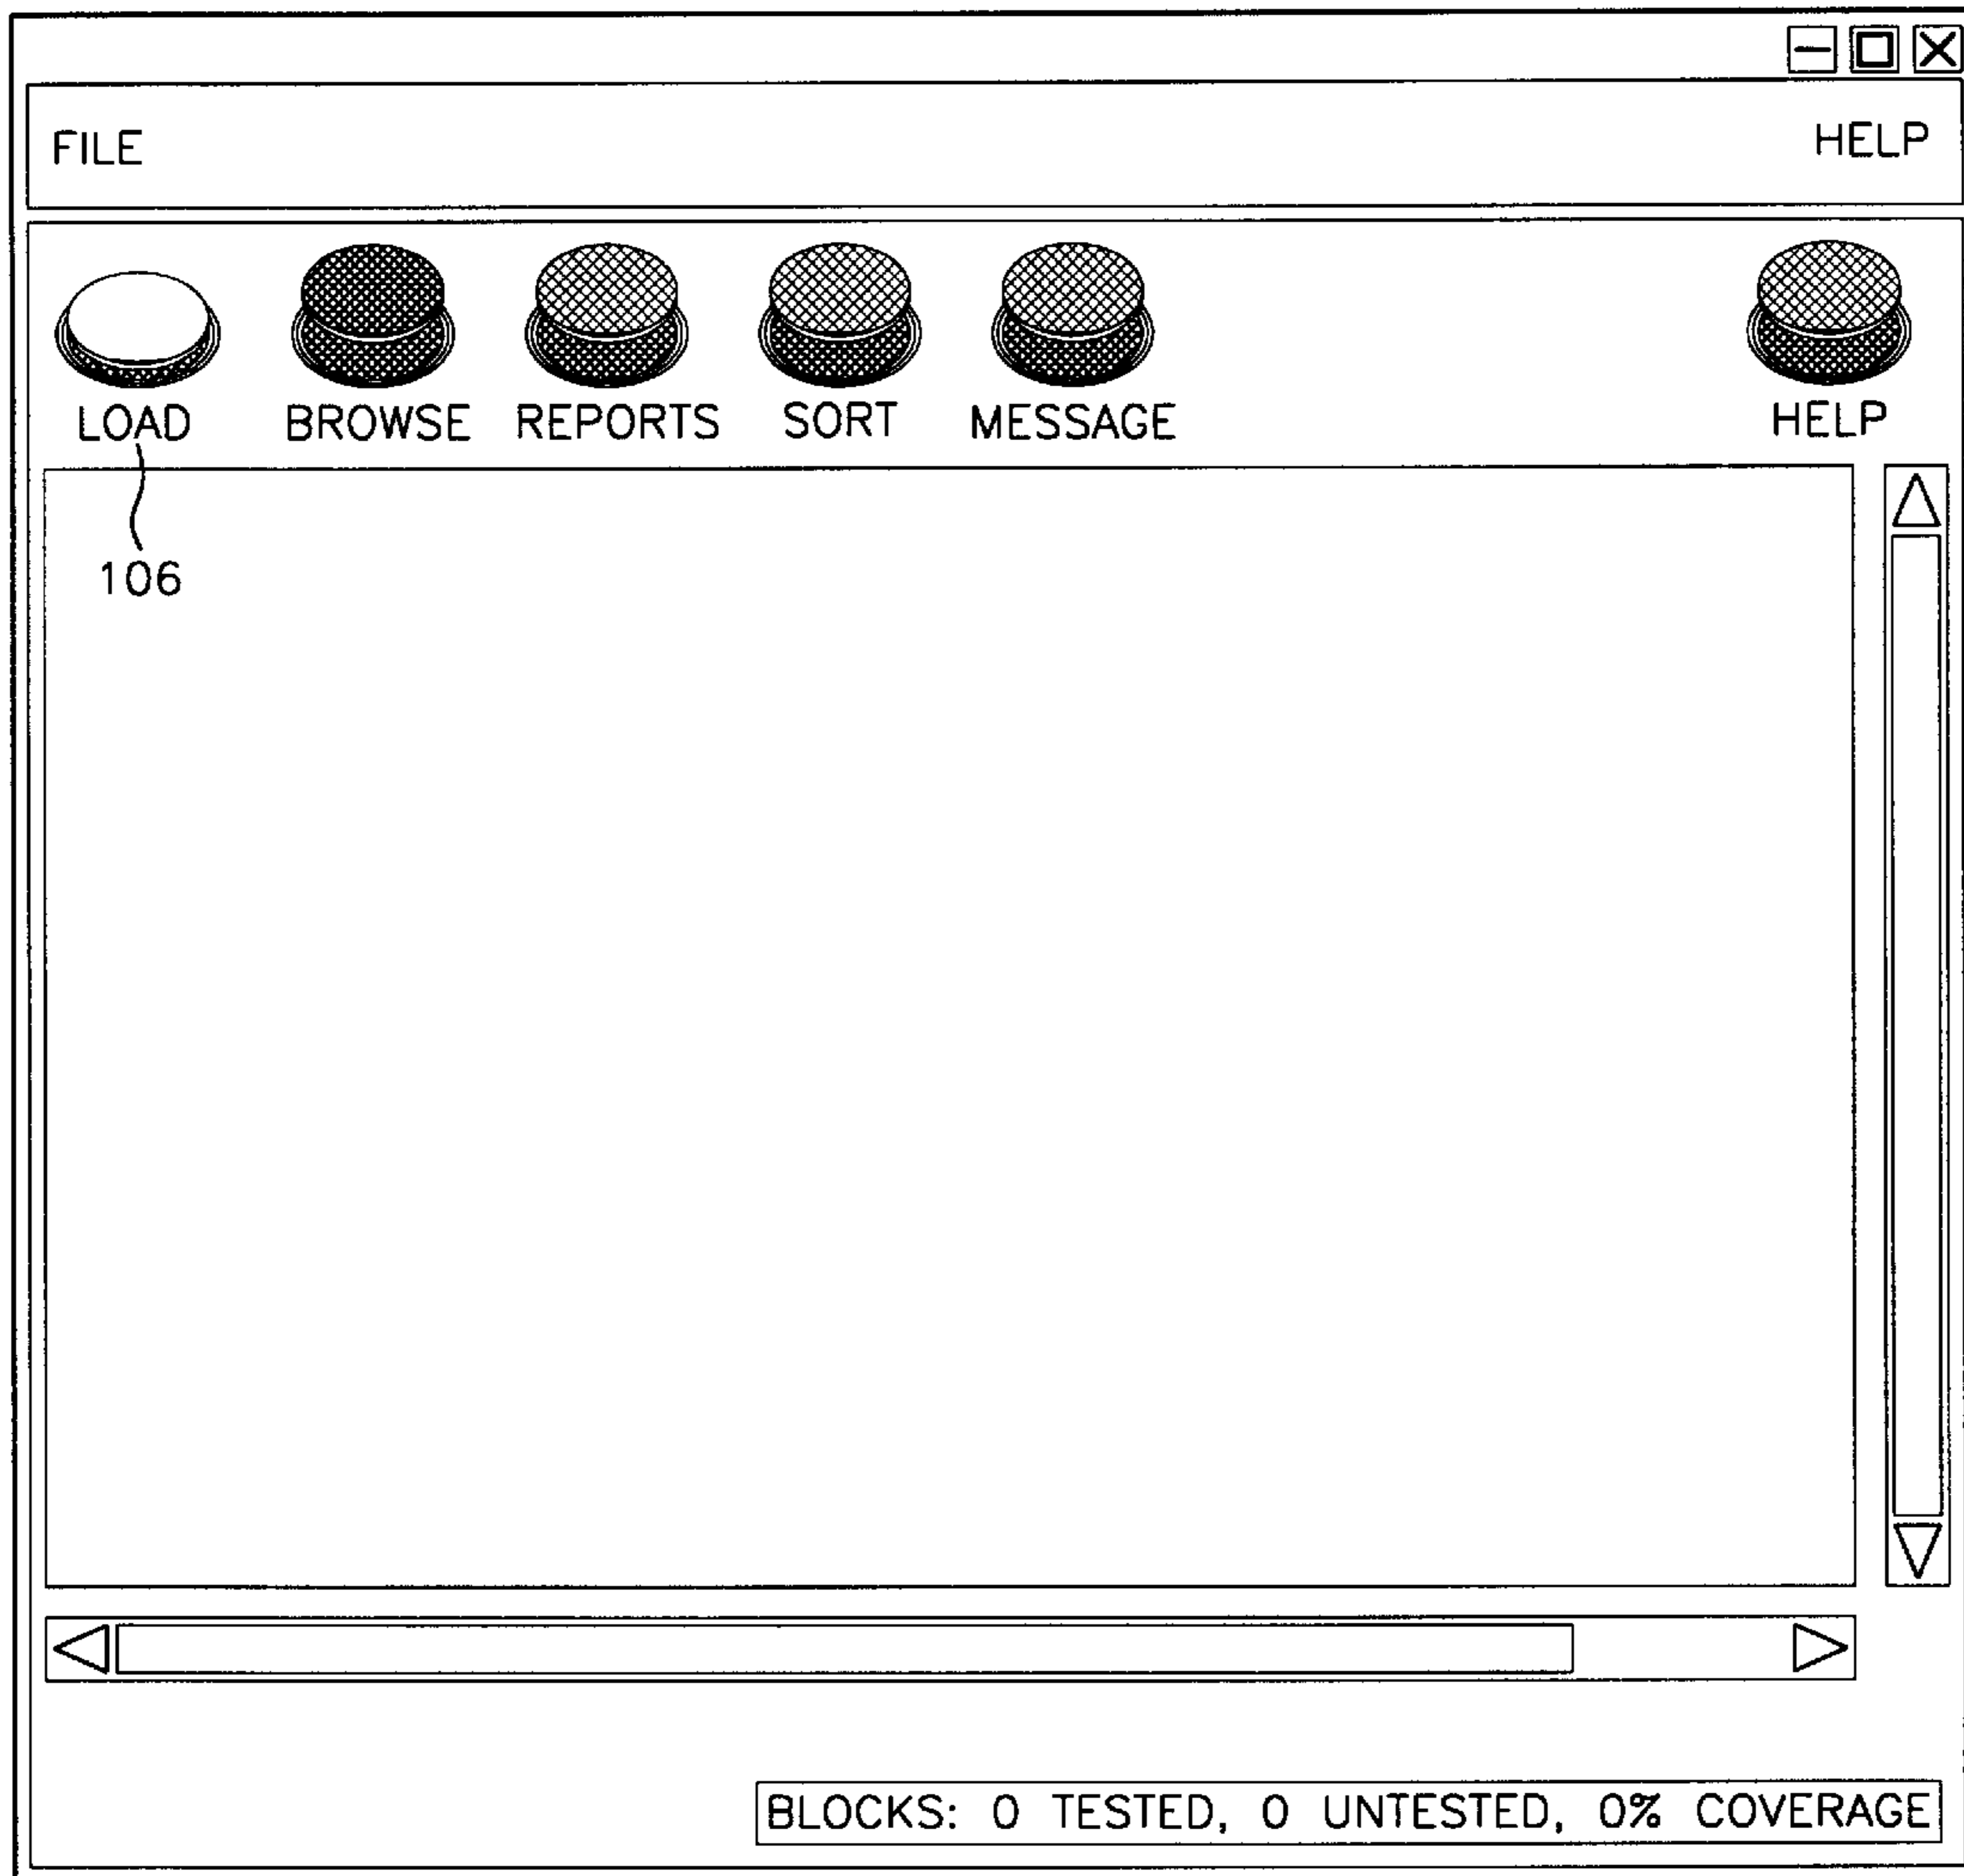 FILE HELP
LOAD BROWSE REPORTS SORT MESSAGE HELP
106
BLOCKS: 0 TESTED, 0 UNTESTED, 0% COVERAGE